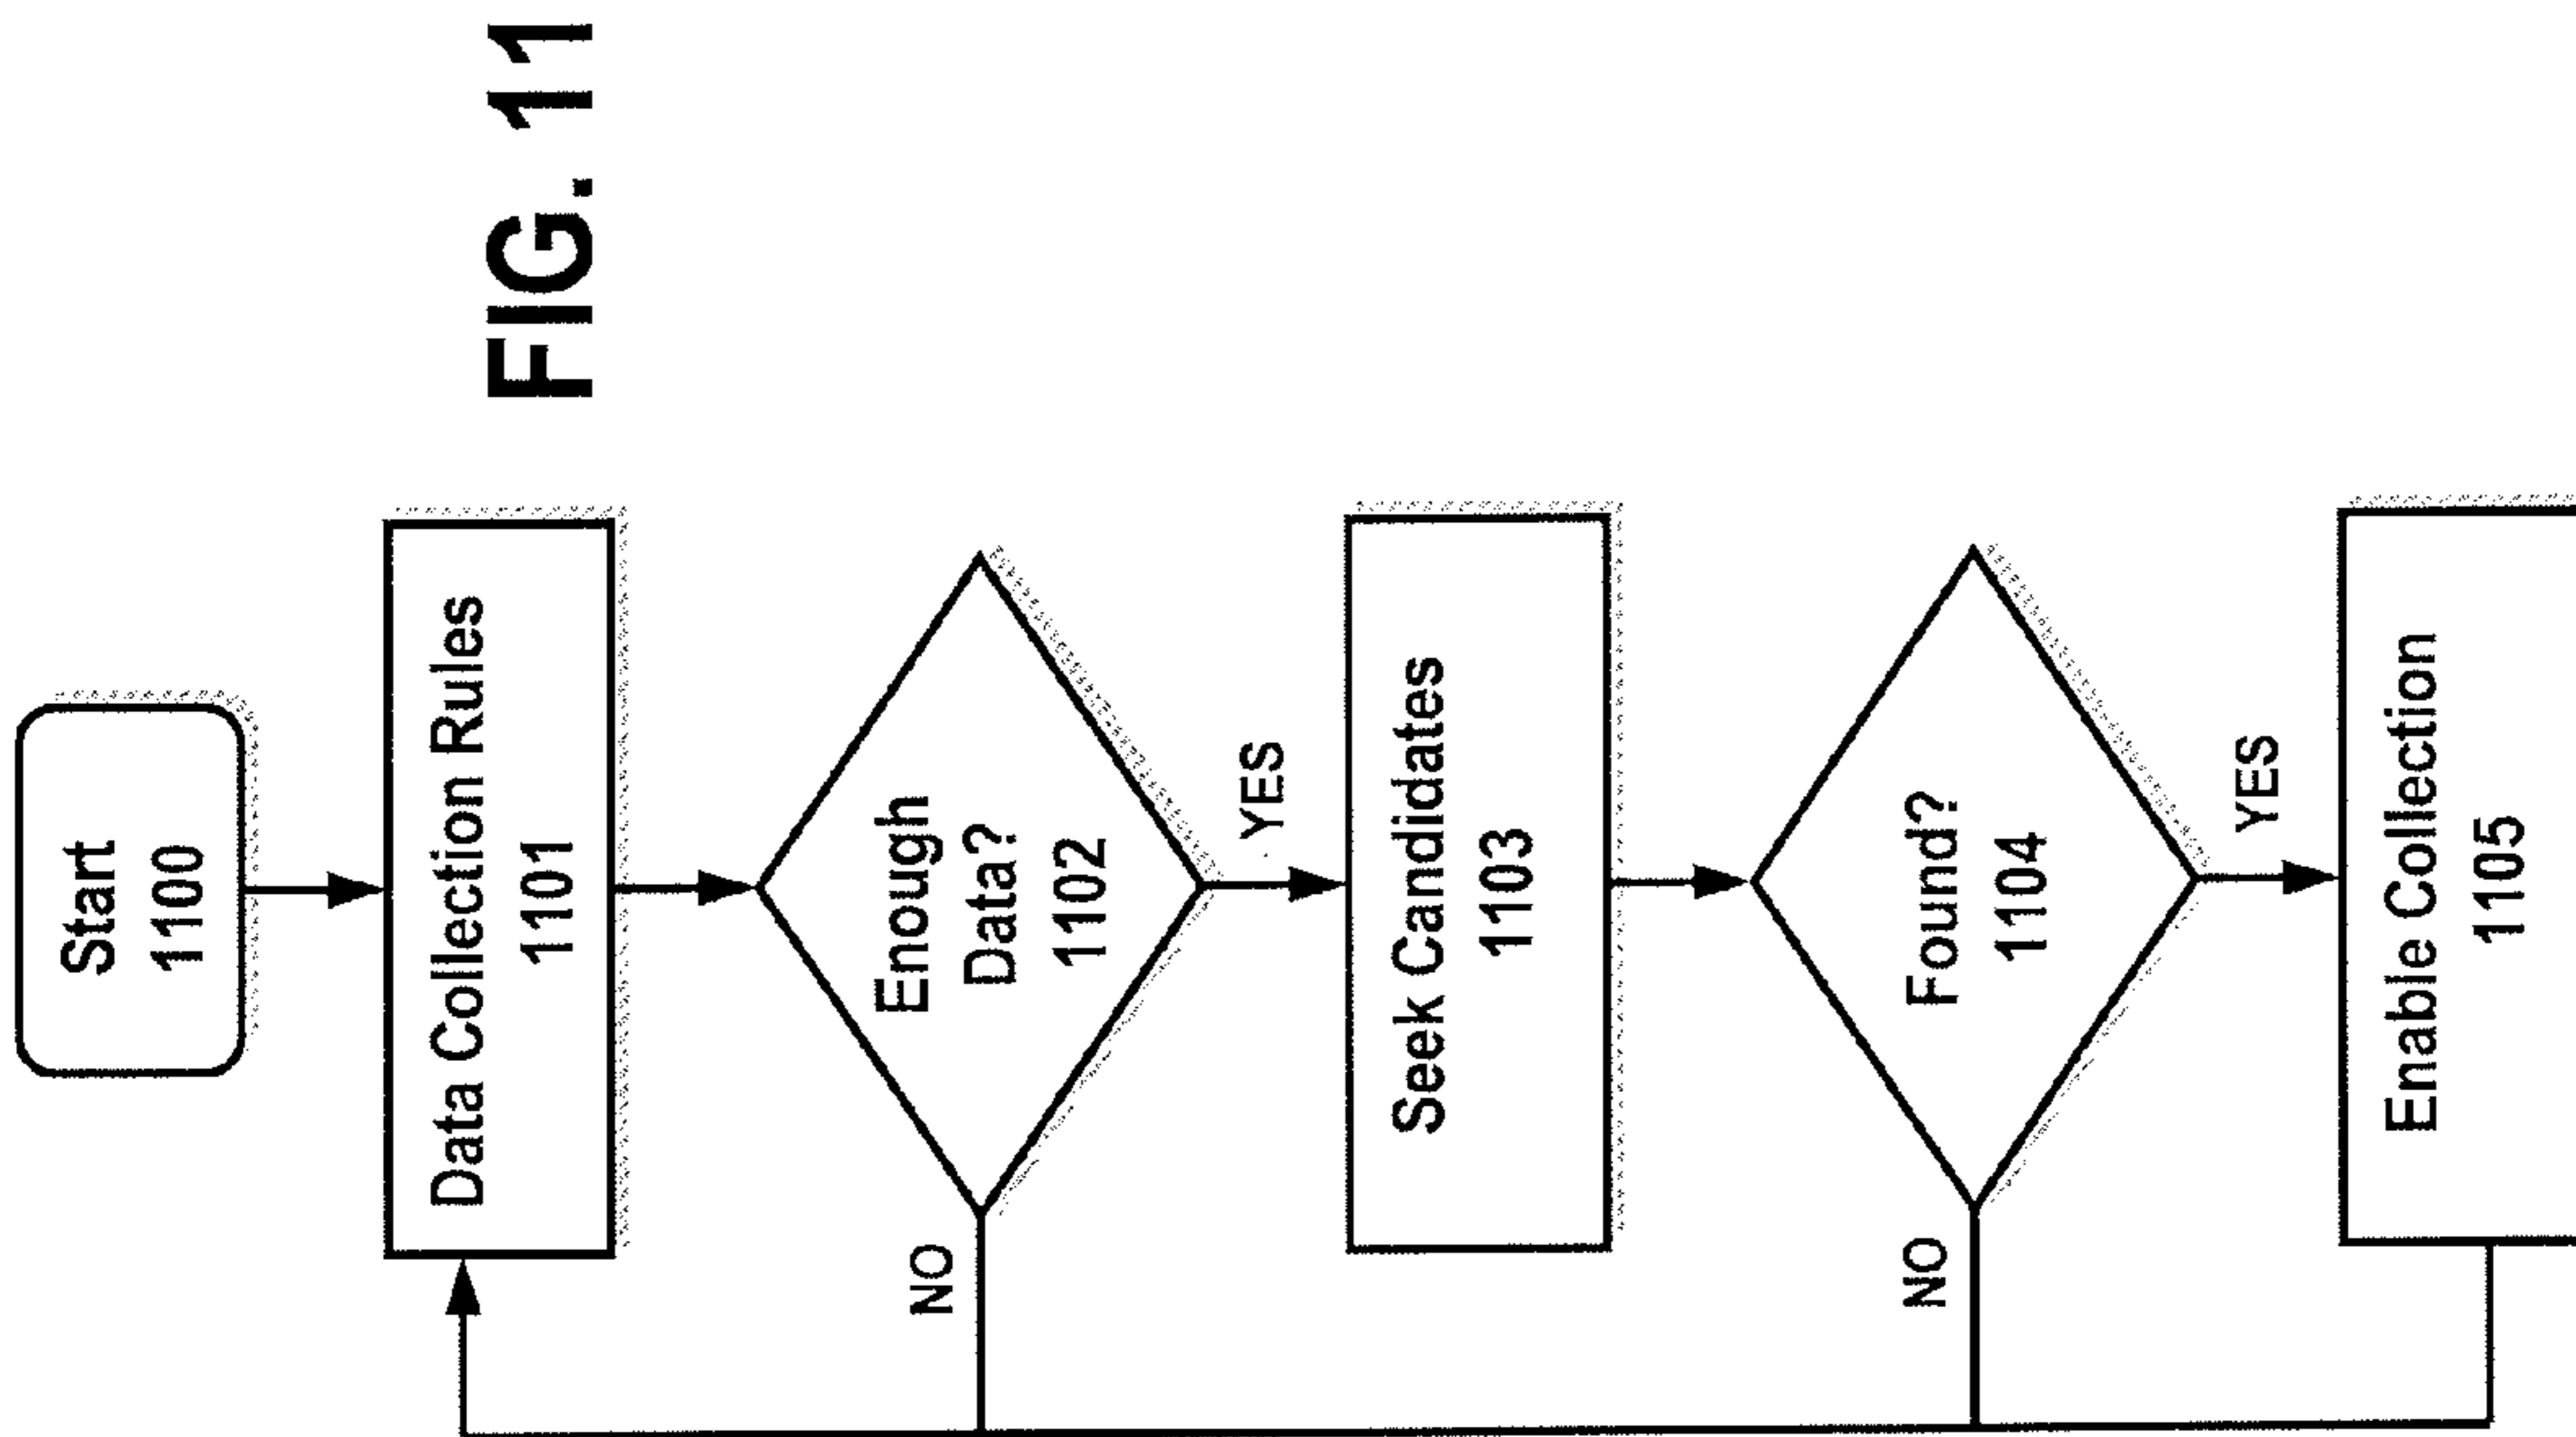 FIG. 11
Start
1100
Data Collection Rules
1101
Enough
Data?
1102
NO
YES
Seek Candidates
1103
Found?
1104
NO
YES
Enable Collection
1105